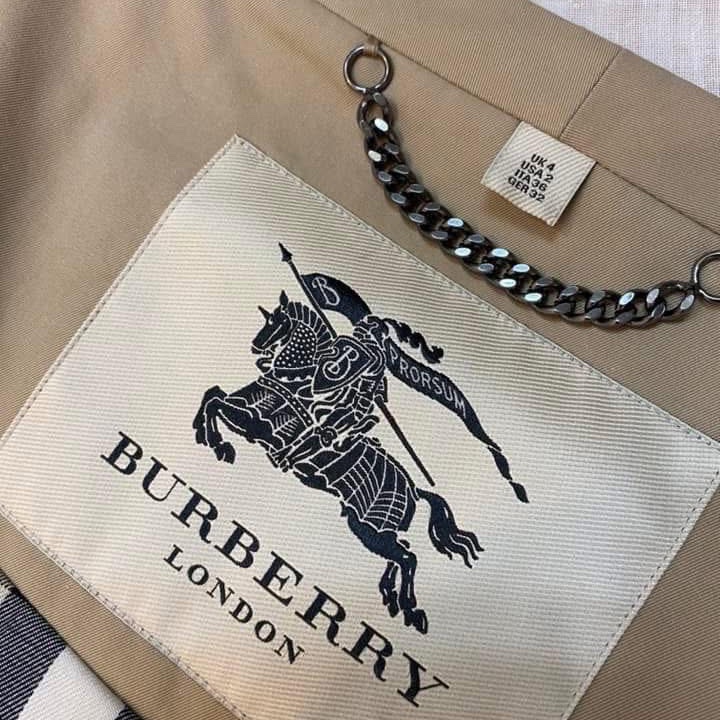 UK 4
USA 2
ITA 36
GER 32
B
B
PRORSUM
BURBERRY
LONDON